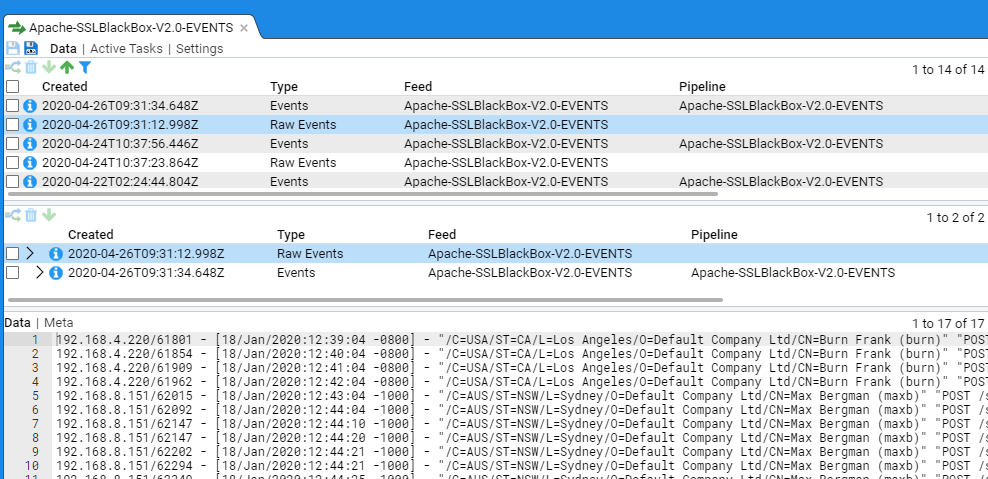 Apache-SSLBlackBox-V2.0-EVENTS ×
Data | Active Tasks | Settings
1 to 14 of 14
Created Type Feed Pipeline
2020-04-26T09:31:34.648Z Events Apache-SSLBlackBox-V2.0-EVENTS Apache-SSLBlackBox-V2.0-EVENTS
2020-04-26T09:31:12.998Z Raw Events Apache-SSLBlackBox-V2.0-EVENTS
2020-04-24T10:37:56.446Z Events Apache-SSLBlackBox-V2.0-EVENTS Apache-SSLBlackBox-V2.0-EVENTS
2020-04-24T10:37:23.864Z Raw Events Apache-SSLBlackBox-V2.0-EVENTS
2020-04-22T02:24:44.804Z Events Apache-SSLBlackBox-V2.0-EVENTS Apache-SSLBlackBox-V2.0-EVENTS
1 to 2 of 2
Created Type Feed Pipeline
2020-04-26T09:31:12.998Z Raw Events Apache-SSLBlackBox-V2.0-EVENTS
2020-04-26T09:31:34.648Z Events Apache-SSLBlackBox-V2.0-EVENTS Apache-SSLBlackBox-V2.0-EVENTS
Data | Meta 1 to 17 of 17
1 192.168.4.220/61801 - [18/Jan/2020:12:39:04 -0800] - "/C=USA/ST=CA/L=Los Angeles/O=Default Company Ltd/CN=Burn Frank (burn)" "POST
2 192.168.4.220/61854 - [18/Jan/2020:12:40:04 -0800] - "/C=USA/ST=CA/L=Los Angeles/O=Default Company Ltd/CN=Burn Frank (burn)" "POST
3 192.168.4.220/61909 - [18/Jan/2020:12:41:04 -0800] - "/C=USA/ST=CA/L=Los Angeles/O=Default Company Ltd/CN=Burn Frank (burn)" "POST
4 192.168.4.220/61962 - [18/Jan/2020:12:42:04 -0800] - "/C=USA/ST=CA/L=Los Angeles/O=Default Company Ltd/CN=Burn Frank (burn)" "POST
5 192.168.8.151/62015 - [18/Jan/2020:12:43:04 -1000] - "/C=AUS/ST=NSW/L=Sydney/O=Default Company Ltd/CN=Max Bergman (maxb)" "POST /s
6 192.168.8.151/62092 - [18/Jan/2020:12:44:04 -1000] - "/C=AUS/ST=NSW/L=Sydney/O=Default Company Ltd/CN=Max Bergman (maxb)" "POST /s
7 192.168.8.151/62147 - [18/Jan/2020:12:44:10 -1000] - "/C=AUS/ST=NSW/L=Sydney/O=Default Company Ltd/CN=Max Bergman (maxb)" "POST /s
8 192.168.8.151/62147 - [18/Jan/2020:12:44:20 -1000] - "/C=AUS/ST=NSW/L=Sydney/O=Default Company Ltd/CN=Max Bergman (maxb)" "POST /s
9 192.168.8.151/62202 - [18/Jan/2020:12:44:21 -1000] - "/C=AUS/ST=NSW/L=Sydney/O=Default Company Ltd/CN=Max Bergman (maxb)" "POST /s
10 192.168.8.151/62294 - [18/Jan/2020:12:44:21 -1000] - "/C=AUS/ST=NSW/L=Sydney/O=Default Company Ltd/CN=Max Bergman (maxb)" "POST /s